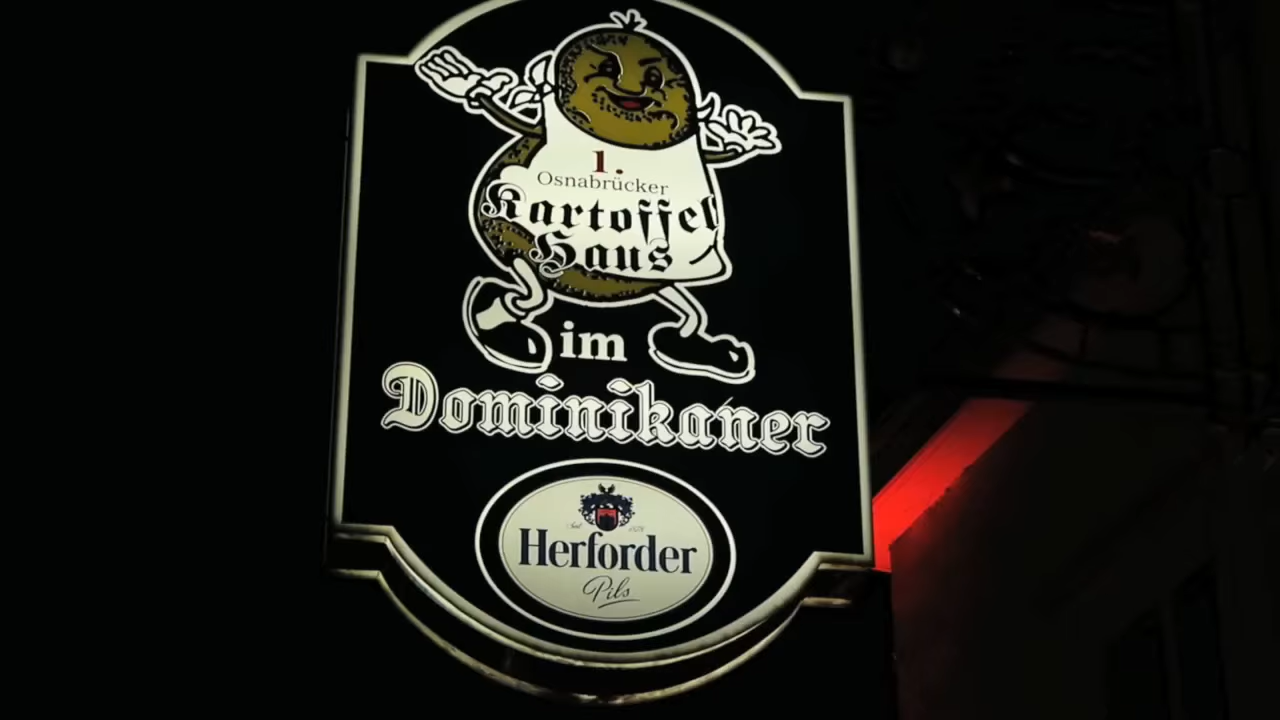 1.
Osnabrücker
Kartoffel
Haus
im
Dominikaner
Herforder
Pils